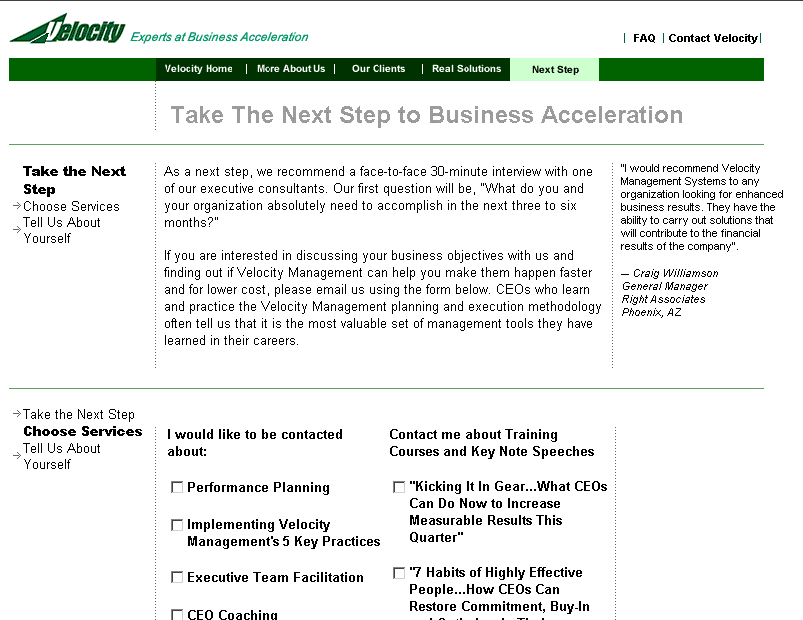 Velocity Experts at Business Acceleration
| FAQ | Contact Velocity|
Velocity Home | More About Us | Our Clients | Real Solutions Next Step
Take The Next Step to Business Acceleration
Take the Next
Step
Choose Services
Tell Us About
Yourself
As a next step, we recommend a face-to-face 30-minute interview with one
of our executive consultants. Our first question will be, "What do you and
your organization absolutely need to accomplish in the next three to six
months?"
If you are interested in discussing your business objectives with us and
finding out if Velocity Management can help you make them happen faster
and for lower cost, please email us using the form below. CEOs who learn
and practice the Velocity Management planning and execution methodology
often tell us that it is the most valuable set of management tools they have
learned in their careers.
"I would recommend Velocity
Management Systems to any
organization looking for enhanced
business results. They have the
ability to carry out solutions that
will contribute to the financial
results of the company".
— Craig Williamson
General Manager
Right Associates
Phoenix, AZ
Take the Next Step
Choose Services
Tell Us About
Yourself
I would like to be contacted
about:
Performance Planning
Implementing Velocity
Management's 5 Key Practices
Executive Team Facilitation
CEO Coaching
Contact me about Training
Courses and Key Note Speeches
"Kicking It In Gear...What CEOs
Can Do Now to Increase
Measurable Results This
Quarter"
"7 Habits of Highly Effective
People...How CEOs Can
Restore Commitment, Buy-In